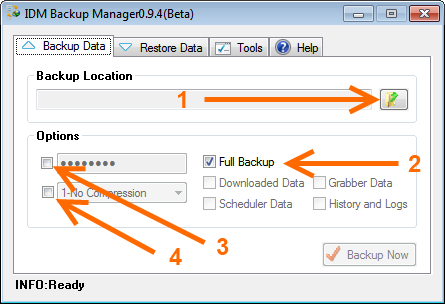 IDM Backup Manager0.9.4(Beta)
Backup Data
Restore Data
Tools
Help
Backup Location
1
Options
Full Backup
2
1-No Compression
Downloaded Data
Grabber Data
Scheduler Data
History and Logs
3
4
Backup Now
INFO:Ready